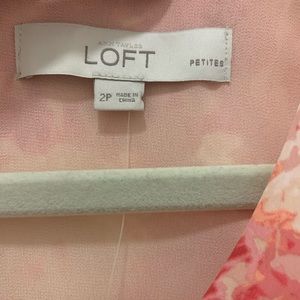 ANN TAYLOR
LOFT
PETITES
2P
MADE IN
CHINA